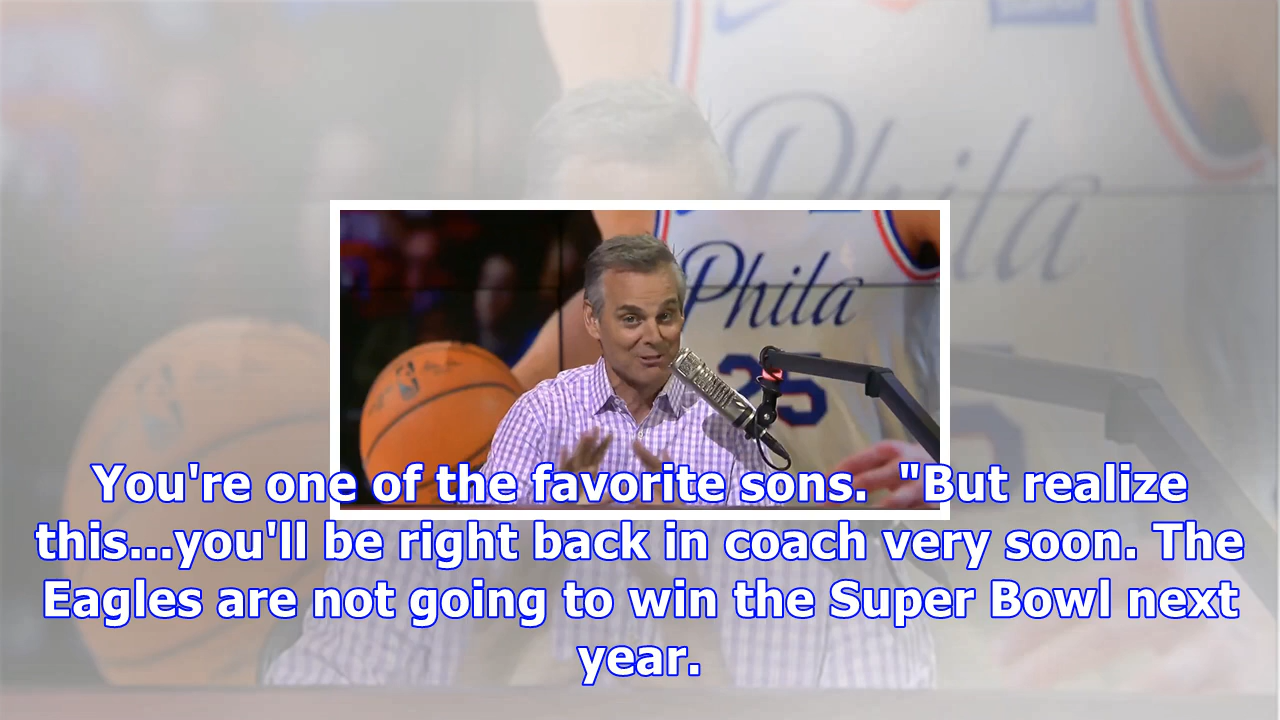 Phila
Phila
25
You're one of the favorite sons.  "But realize
this...you'll be right back in coach very soon. The
Eagles are not going to win the Super Bowl next
year.